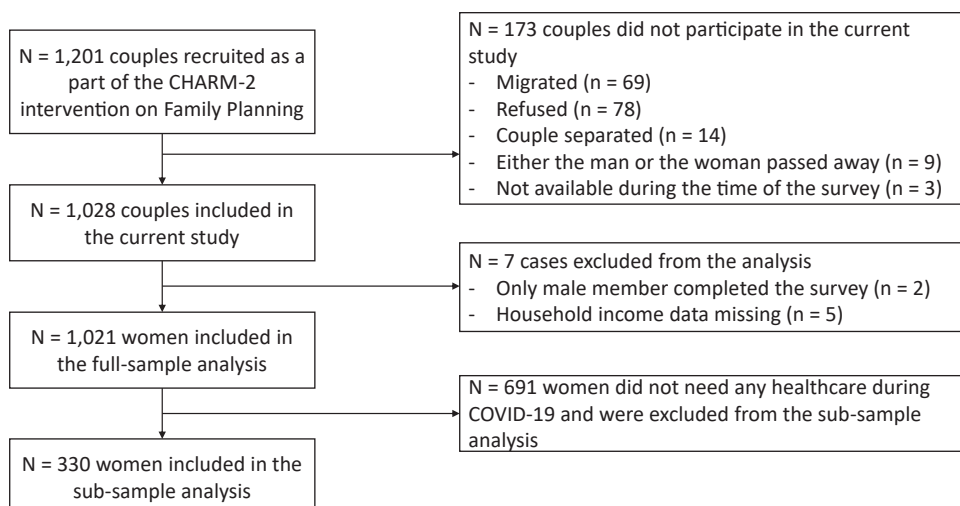 N = 1,201 couples recruited as a
part of the CHARM-2
intervention on Family Planning
N = 173 couples did not participate in the current
study
- Migrated (n = 69)
- Refused (n = 78)
- Couple separated (n = 14)
- Either the man or the woman passed away (n = 9)
- Not available during the time of the survey (n = 3)
N = 1,028 couples included in
the current study
N = 7 cases excluded from the analysis
- Only male member completed the survey (n = 2)
- Household income data missing (n = 5)
N = 1,021 women included in
the full-sample analysis
N = 691 women did not need any healthcare during
COVID-19 and were excluded from the sub-sample
analysis
N = 330 women included in the
sub-sample analysis